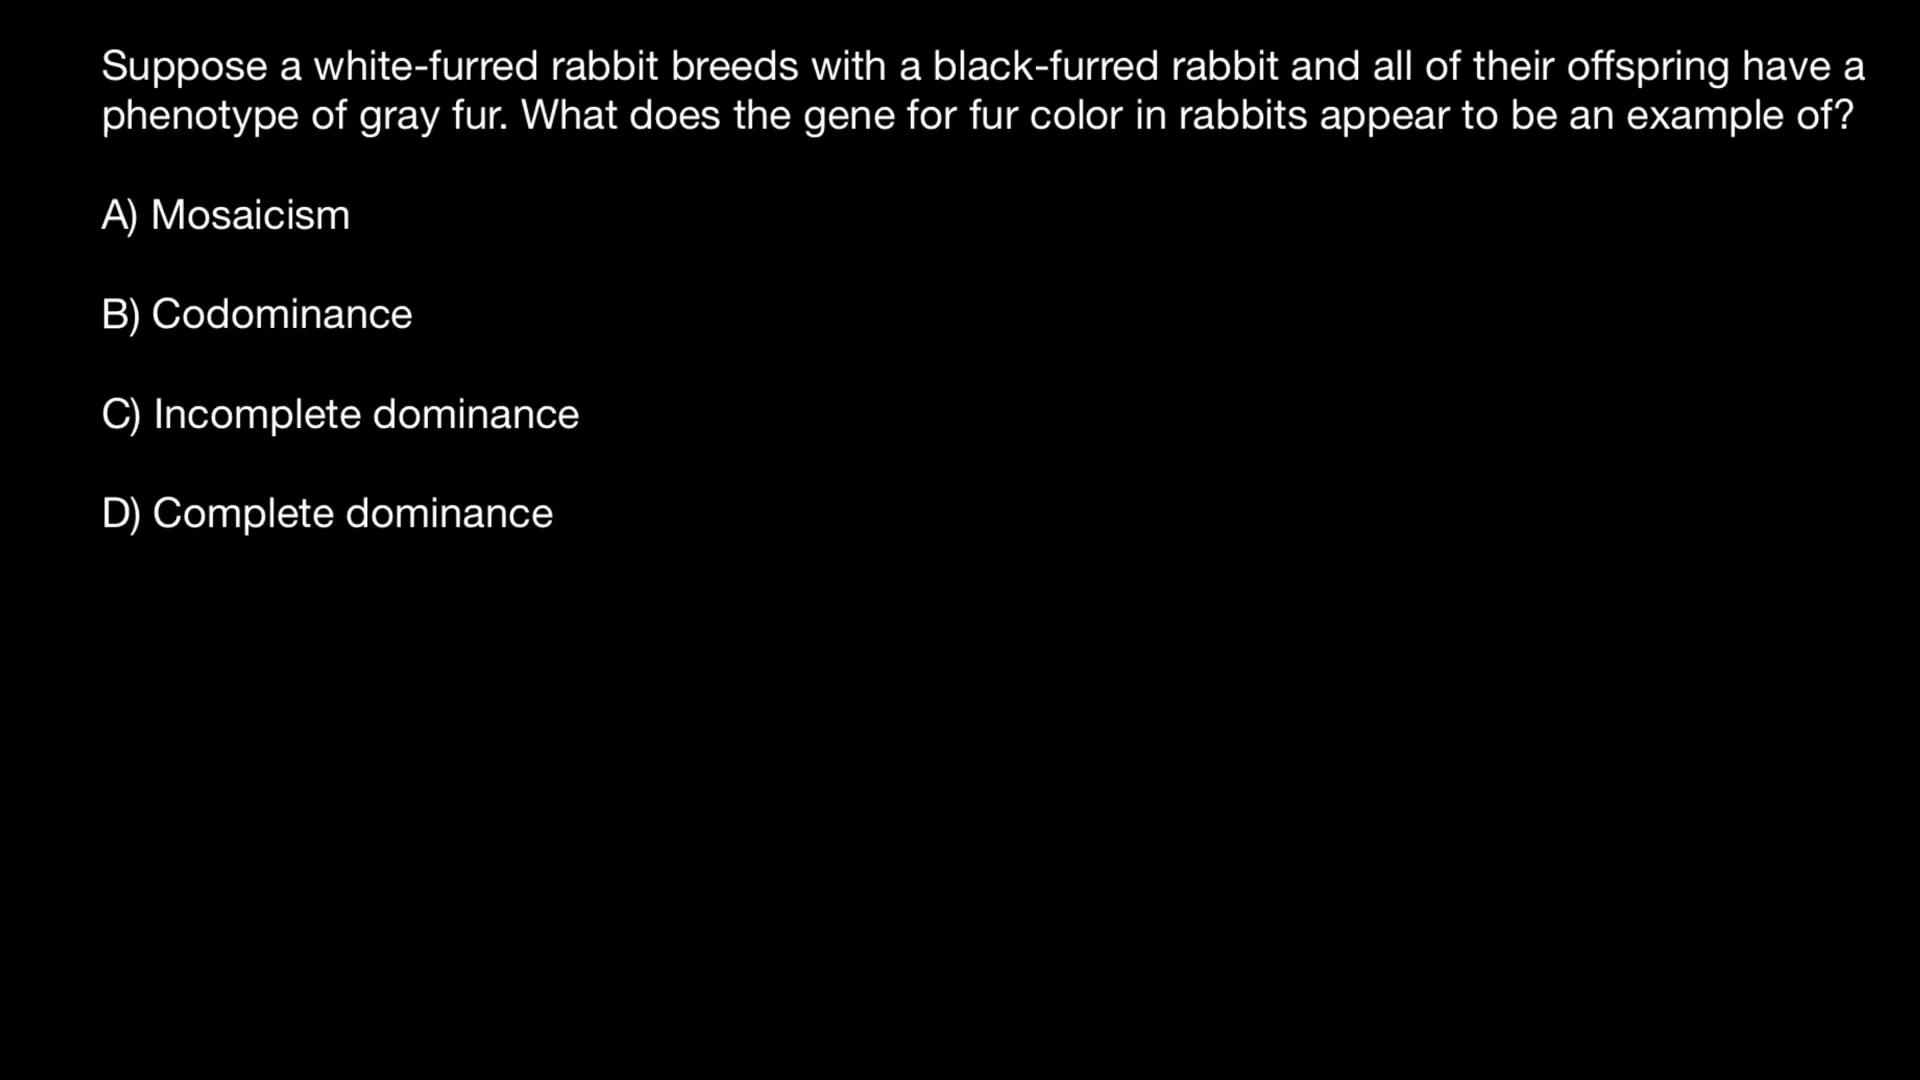 Suppose a white-furred rabbit breeds with a black-furred rabbit and all of their offspring have a
phenotype of gray fur. What does the gene for fur color in rabbits appear to be an example of?
A) Mosaicism
B) Codominance
C) Incomplete dominance
D) Complete dominance